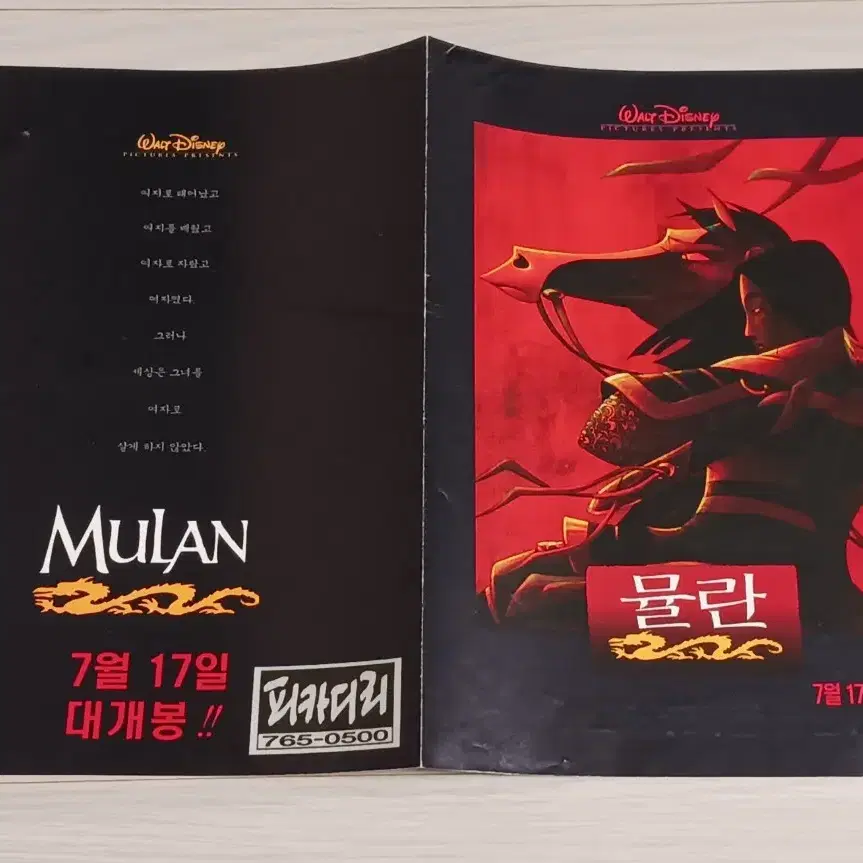 WALT DISNEY
PICTURES PRESENTS
여자로 태어났고
여자를 배웠고
여자로 자랐고
여자였다.
그러나
세상은 그녀를
여자로
살게 하지 않았다.
MULAN
7월 17일
대개봉!!
피카디리
765-0500
WALT DISNEY
PICTURES PRESENTS
뮬란
7월 17